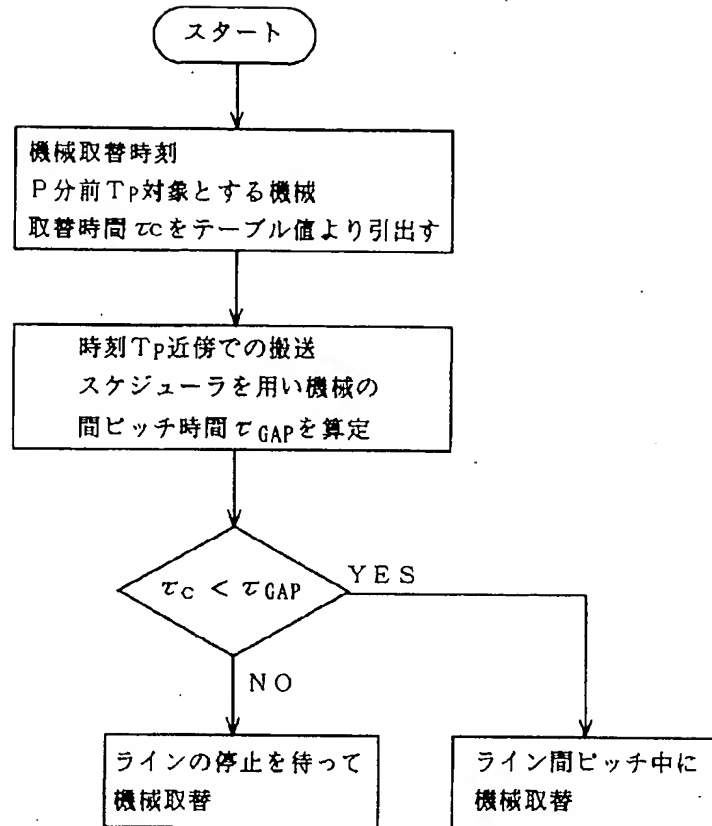 スタート
機械取替時刻
P分前TP対象とする機械
取替時間τCをテーブル値より引出す
時刻TP近傍での搬送
スケジューラを用い機械の
間ピッチ時間τGAPを算定
τC < τGAP
YES
NO
ラインの停止を待って
機械取替
ライン間ピッチ中に
機械取替